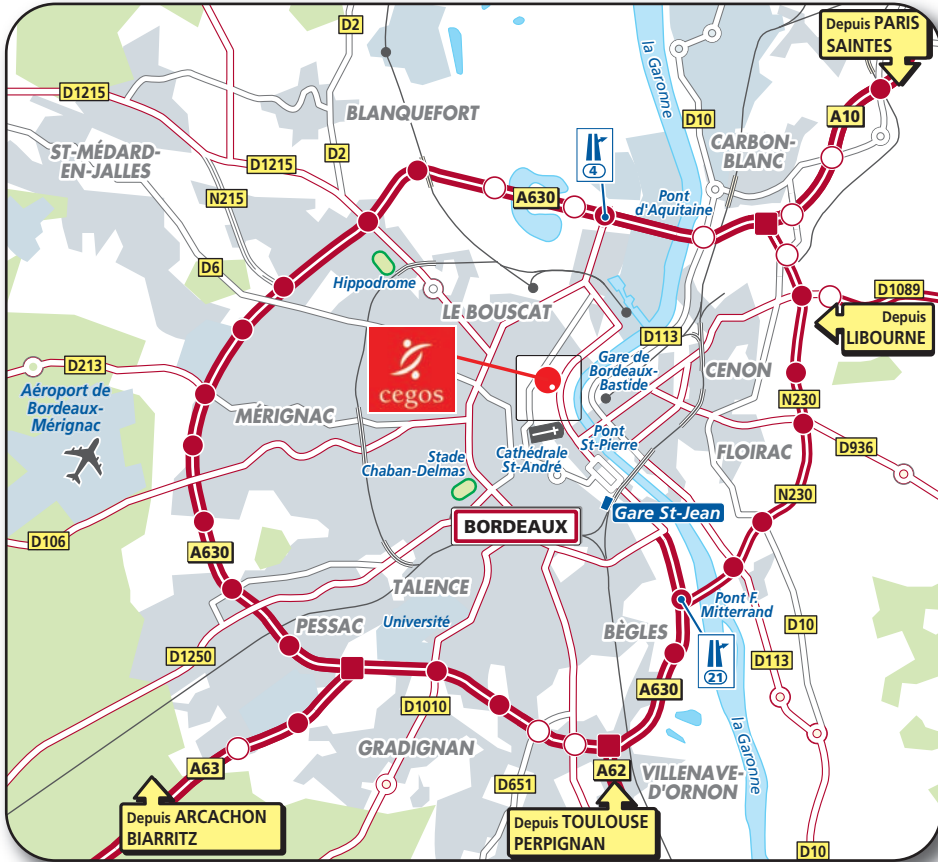 Depuis PARIS
SAINTES
D2
la Garonne
D1215
BLANQUEFORT
A10
D10
CARBON-
BLANC
ST-MÉDARD-
EN-JALLES
D2
D1215
4
N215
A630
Pont
d'Aquitaine
D6
Hippodrome
D1089
LE BOUSCAT
Depuis
LIBOURNE
D113
D213
Gare de
Bordeaux-
Bastide
CENON
cegos
Aéroport de
Bordeaux-
Mérignac
MÉRIGNAC
N230
Pont
St-Pierre
D936
FLOIRAC
Stade
Chaban-Delmas
Cathédrale
St-André
N230
Gare St-Jean
BORDEAUX
D106
A630
TALENCE
Pont F.
Mitterrand
Université
PESSAC
BÈGLES
D10
D1250
D113
21
A630
D1010
la Garonne
GRADIGNAN
A63
A62
VILLENAVE-
D'ORNON
D651
Depuis ARCACHON
BIARRITZ
Depuis TOULOUSE
PERPIGNAN
D10